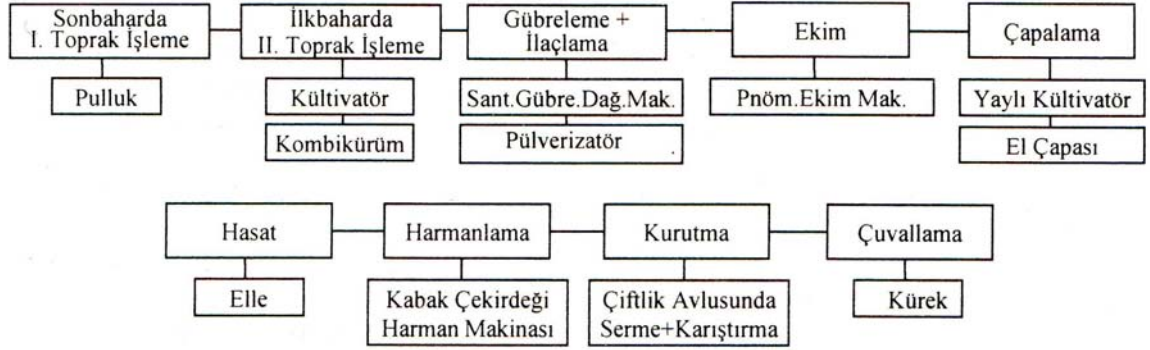 Sonbaharda
I. Toprak İşleme
İlkbaharda
II. Toprak İşleme
Gübreleme +
İlaçlama
Ekim
Çapalama
Pulluk
Kültivatör
Sant.Gübre.Dağ.Mak.
Pnöm.Ekim Mak.
Yaylı Kültivatör
Kombikürüm
Pülverizatör
El Çapası
Hasat
Harmanlama
Kurutma
Çuvallama
Elle
Kabak Çekirdeği
Harman Makinası
Çiftlik Avlusunda
Serme+Karıştırma
Kürek